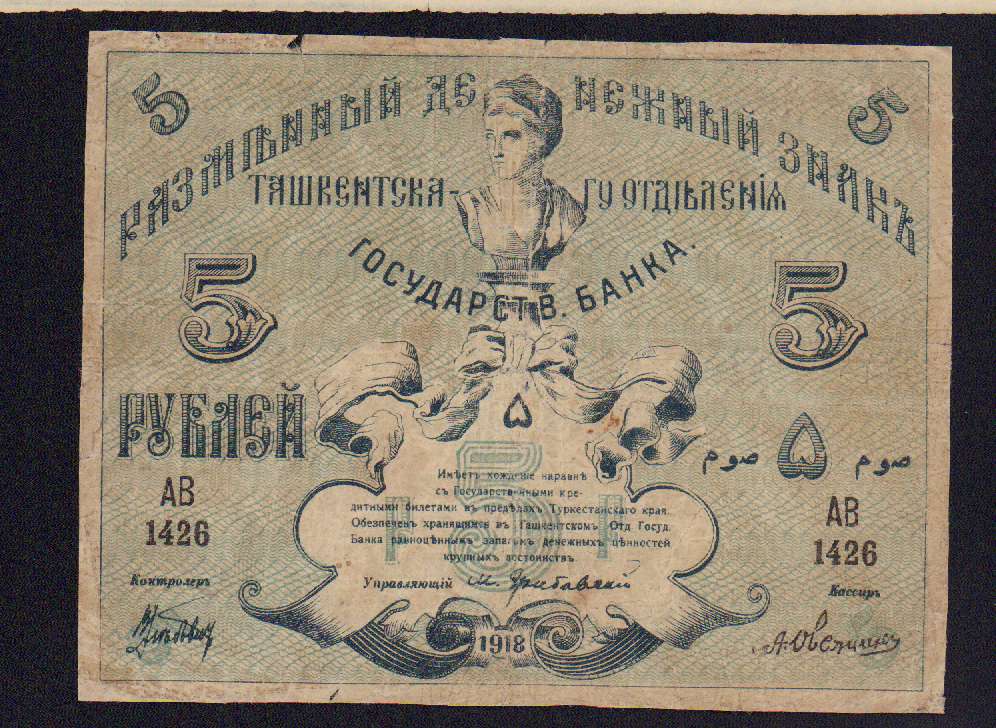 5 5
РАЗМѢННЫЙ ДЕНЕЖНЫЙ ЗНАКЪ
ТАШКЕНТСКА-ГО ОТДѢЛЕНІЯ
ГОСУДАРСТВ. БАНКА.
5 5
РУБЛЕЙ
۵
صوم ۵ صوم
5
АВ
1426
АВ
1426
Имѣетъ хожденіе наравнѣ
съ Государственными кре-
дитными билетами въ предѣлахъ Туркестанскаго края.
Обезпеченъ хранящимся въ Ташкентскомъ Отд Госуд.
Банка равноцѣннымъ запасомъ денежныхъ цѣнностей
крупныхъ достоинствъ
Управляющій
Контролеръ
Кассиръ
1918